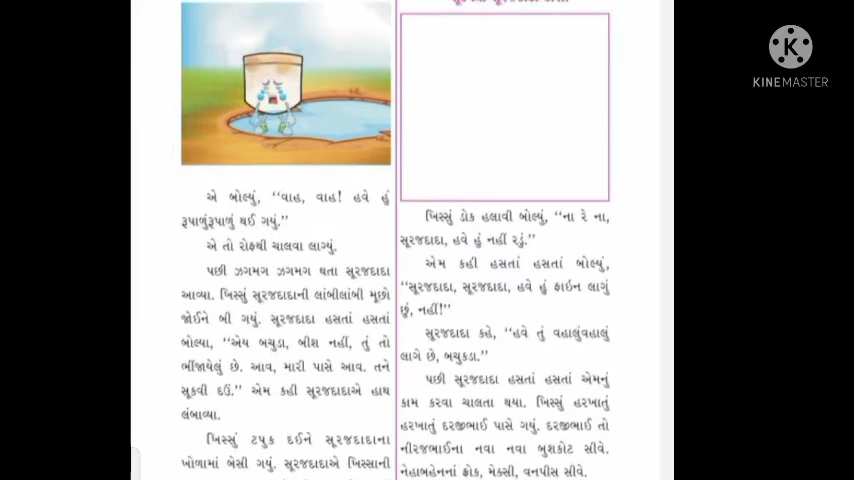 એ બોલ્યું, ‘‘વાહ, વાહ! હવે હું
રૂપાળુંરૂપાળું થઈ ગયું.’’
એ તો રોફથી ચાલવા લાગ્યું.
પછી ઝગમગ ઝગમગ થતા સૂરજદાદા
આવ્યા. ખિસ્સું સૂરજદાદાની લાંબીલાંબી મૂછો
જોઈને બી ગયું. સૂરજદાદા હસતાં હસતાં
બોલ્યા, ‘‘એય બચુડા, બીશ નહીં, તું તો
ભીંજાયેલું છે. આવ, મારી પાસે આવ. તને
સૂકવી દઉં.’’ એમ કહી સૂરજદાદાએ હાથ
લંબાવ્યા.
ખિસ્સું ટપુક દઈને સૂરજદાદાના
ખોળામાં બેસી ગયું. સૂરજદાદાએ ખિસ્સાની
ખિસ્સું ડોક હલાવી બોલ્યું, ‘‘ના રે ના,
સૂરજદાદા, હવે હું નહીં રડું.’’
એમ કહી હસતાં હસતાં બોલ્યું,
‘‘સૂરજદાદા, સૂરજદાદા, હવે હું ફાઇન લાગું
છું, નહીં!’’
સૂરજદાદા કહે, ‘‘હવે તું વહાલુંવહાલું
લાગે છે, બચુકડા.’’
પછી સૂરજદાદા હસતાં હસતાં એમનું
કામ કરવા ચાલતા થયા. ખિસ્સું હરખાતું
હરખાતું દરજીભાઈ પાસે ગયું. દરજીભાઈ તો
નીરજભાઈના નવા નવા બુશકોટ સીવે.
નેહાબહેનનાં ફ્રોક, મેક્સી, વનપીસ સીવે.
K
KINEMASTER